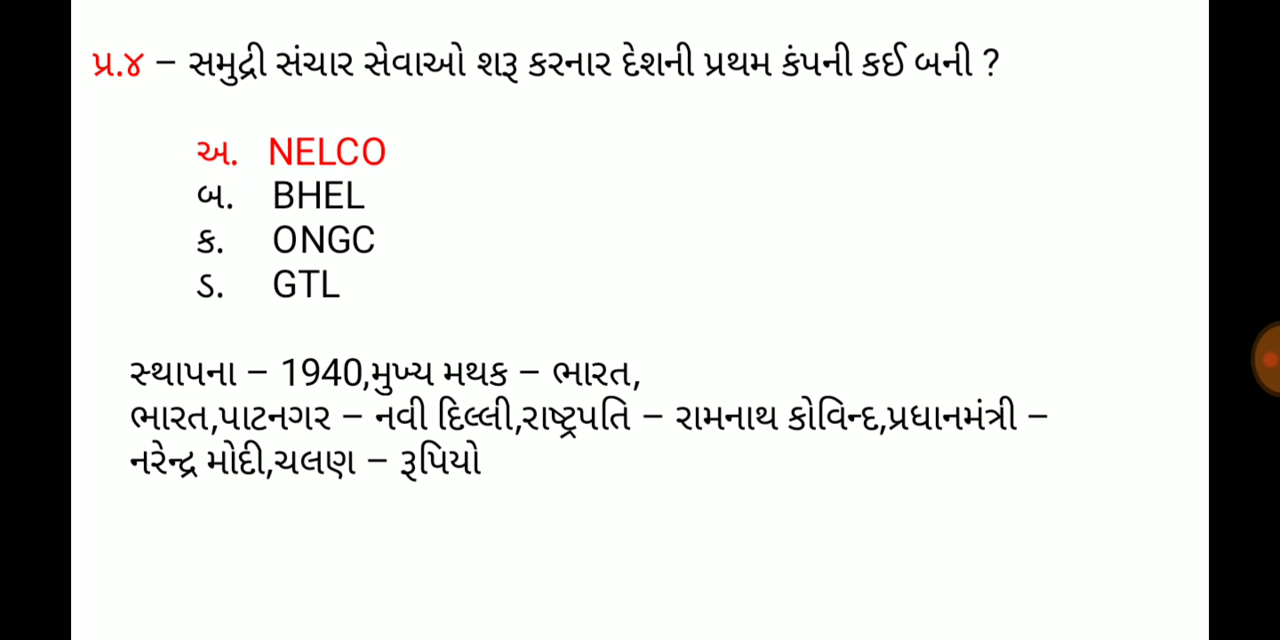 પ્ર.૪ – સમુદ્રી સંચાર સેવાઓ શરૂ કરનાર દેશની પ્રથમ કંપની કઈ બની ?
અ. NELCO
બ. BHEL
ક. ONGC
ડ. GTL
સ્થાપના – 1940,મુખ્ય મથક – ભારત,
ભારત,પાટનગર – નવી દિલ્લી,રાષ્ટ્રપતિ – રામનાથ કોવિન્દ,પ્રધાનમંત્રી –
નરેન્દ્ર મોદી,ચલણ – રૂપિયો